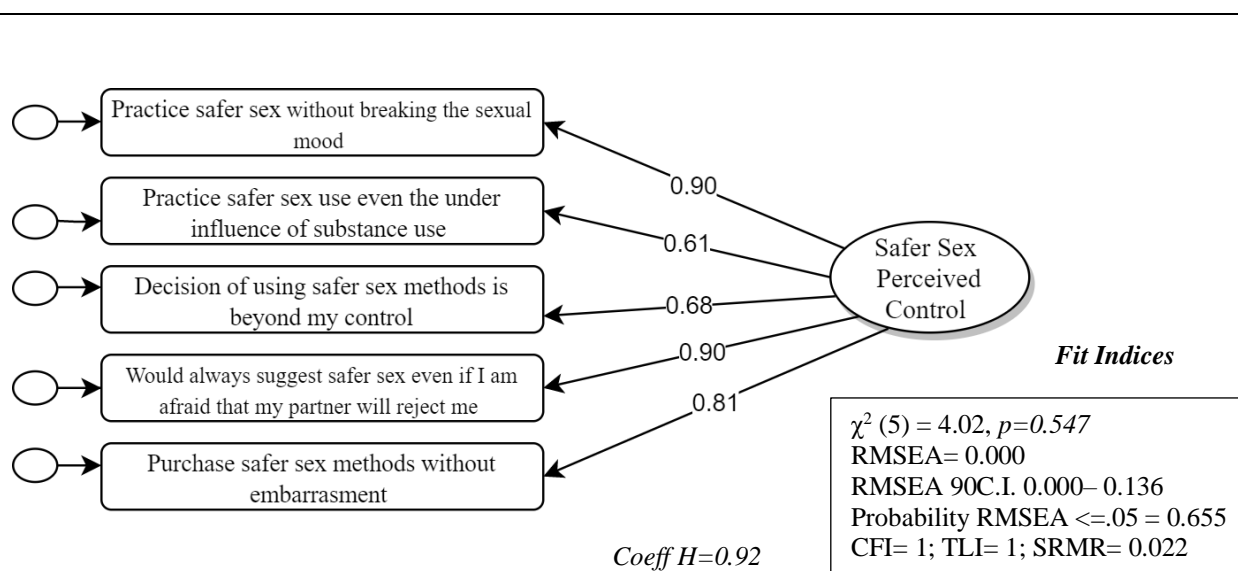 Practice safer sex without breaking the sexual
mood
0.90
Practice safer sex use even the under
influence of substance use
0.61
Safer Sex
Perceived
Control
Decision of using safer sex methods is
beyond my control
0.68
Would always suggest safer sex even if I am
afraid that my partner will reject me
0.90
Purchase safer sex methods without
embarrasment
0.81
Fit Indices
χ² (5) = 4.02, p=0.547
RMSEA= 0.000
RMSEA 90C.I. 0.000– 0.136
Probability RMSEA <=.05 = 0.655
CFI= 1; TLI= 1; SRMR= 0.022
Coeff H=0.92